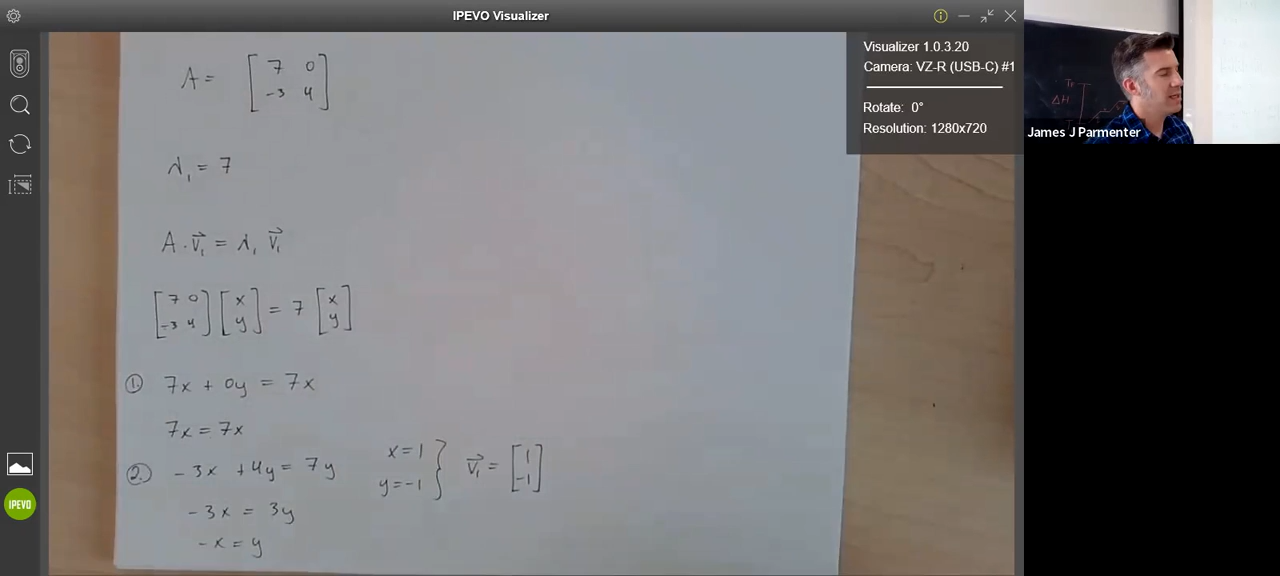 IPEVO Visualizer
Visualizer 1.0.3.20
Camera: VZ-R (USB-C) #1
Rotate: 0°
Resolution: 1280x720
James J Parmenter
ΔH
IPEVO
A = [7 0; -3 4]
λ₁ = 7
A · v⃗₁ = λ₁ v⃗₁
[7 0; -3 4] [x; y] = 7 [x; y]
① 7x + 0y = 7x
7x = 7x
② -3x + 4y = 7y
-3x = 3y
-x = y
x = 1
y = -1 } v⃗₁ = [1; -1]